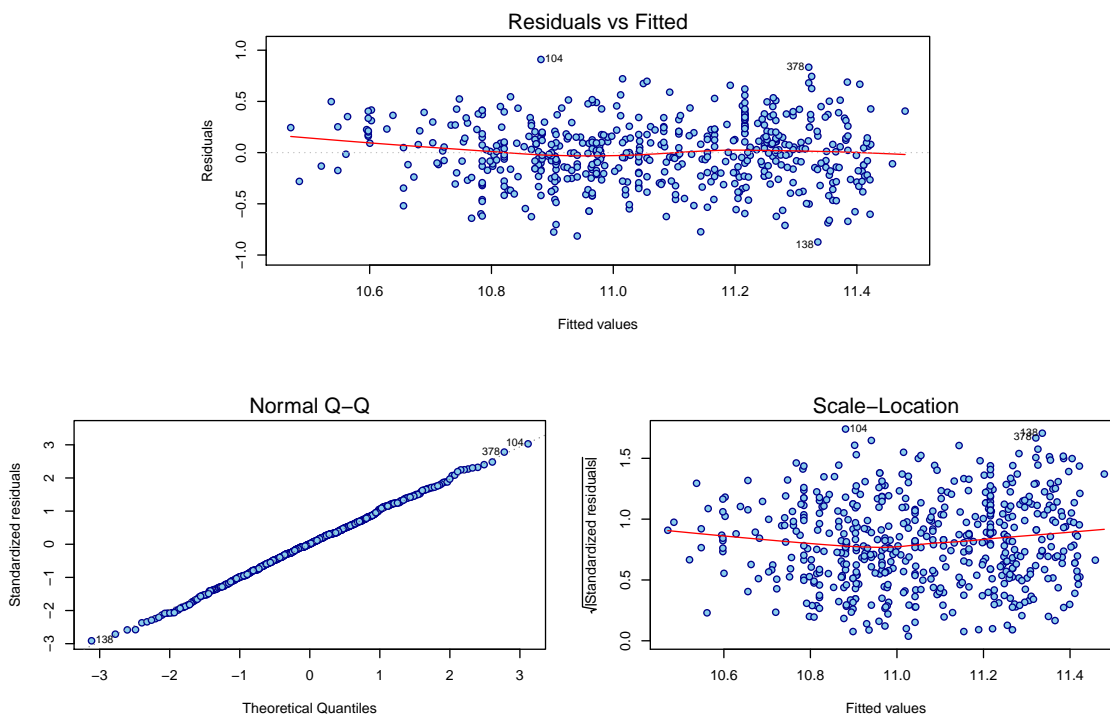 Residuals vs Fitted
Residuals
1.0
0.5
0.0
−0.5
−1.0
104
378
138
10.6 10.8 11.0 11.2 11.4
Fitted values
Normal Q−Q
Standardized residuals
3
2
1
0
−1
−2
−3
104
378
138
−3 −2 −1 0 1 2 3
Theoretical Quantiles
Scale−Location
√|Standardized residuals|
1.5
1.0
0.5
0.0
104
138
378
10.6 10.8 11.0 11.2 11.4
Fitted values